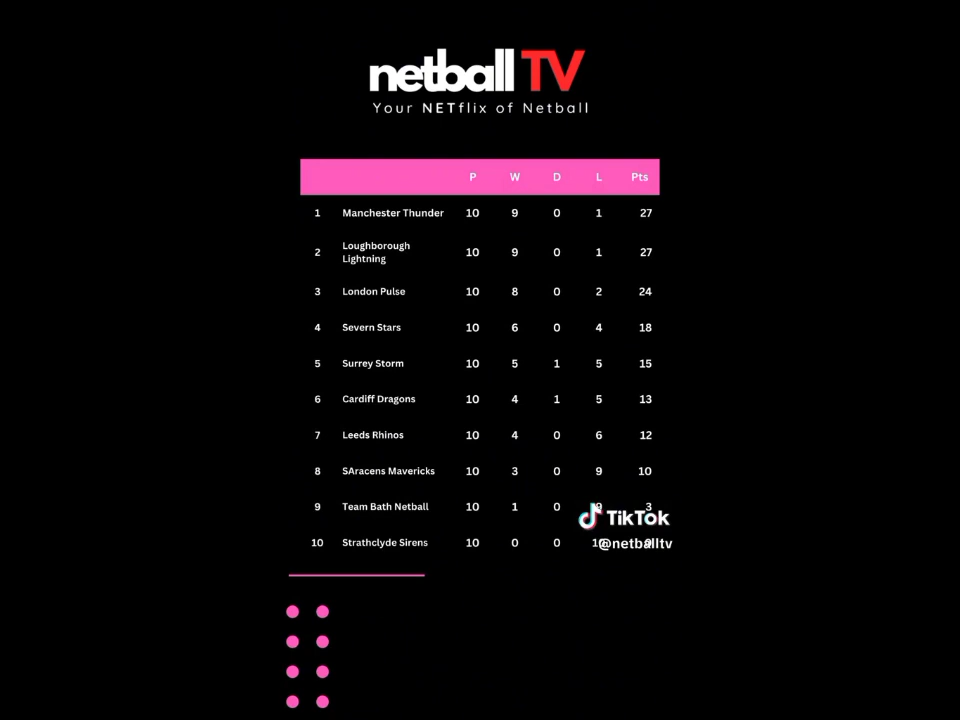 netball TV
Your NETflix of Netball
P W D L Pts
1 Manchester Thunder 10 9 0 1 27
2 Loughborough Lightning 10 9 0 1 27
3 London Pulse 10 8 0 2 24
4 Severn Stars 10 6 0 4 18
5 Surrey Storm 10 5 1 5 15
6 Cardiff Dragons 10 4 1 5 13
7 Leeds Rhinos 10 4 0 6 12
8 SAracens Mavericks 10 3 0 9 10
9 Team Bath Netball 10 1 0 9 3
10 Strathclyde Sirens 10 0 0
TikTok
@netballtv